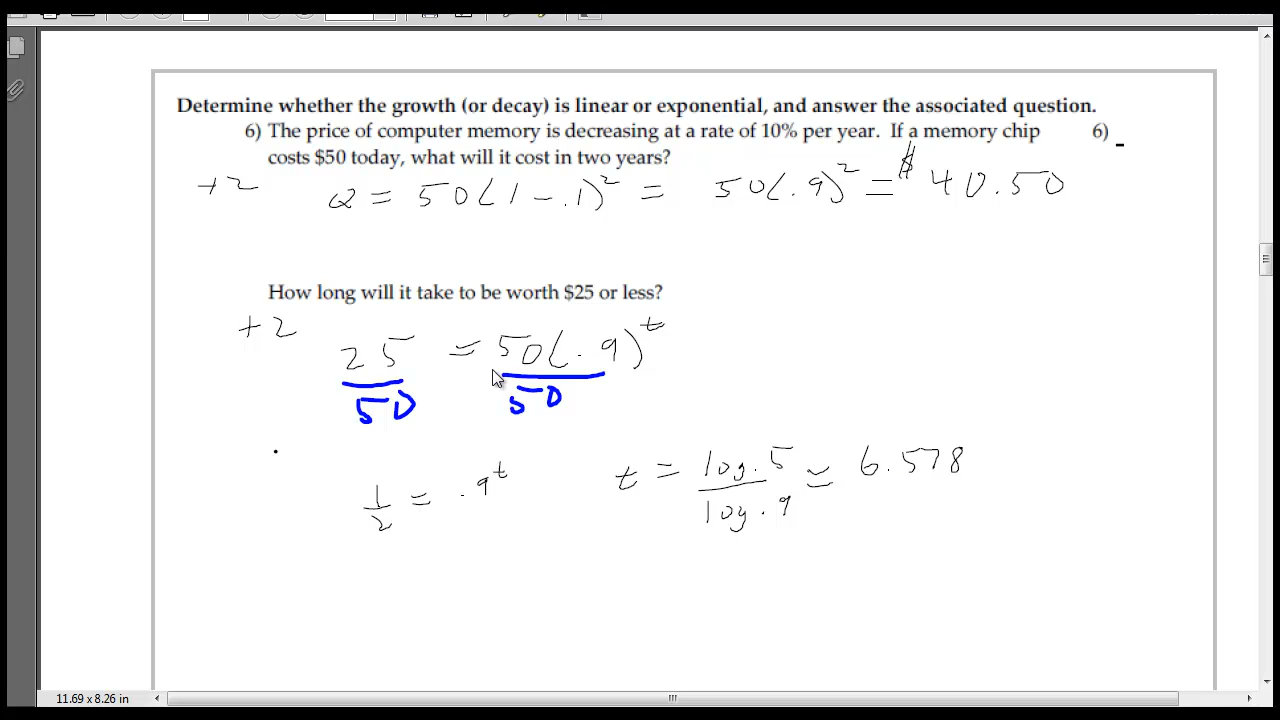 Determine whether the growth (or decay) is linear or exponential, and answer the associated question.
6) The price of computer memory is decreasing at a rate of 10% per year. If a memory chip 6) _
costs $50 today, what will it cost in two years?
+2 Q = 50(1-.1)² = 50(.9)² = $40.50
How long will it take to be worth $25 or less?
+2 25 = 50(.9)^t
50 50
1/2 = .9^t t = log .5 / log .9 ≈ 6.578
11.69 x 8.26 in